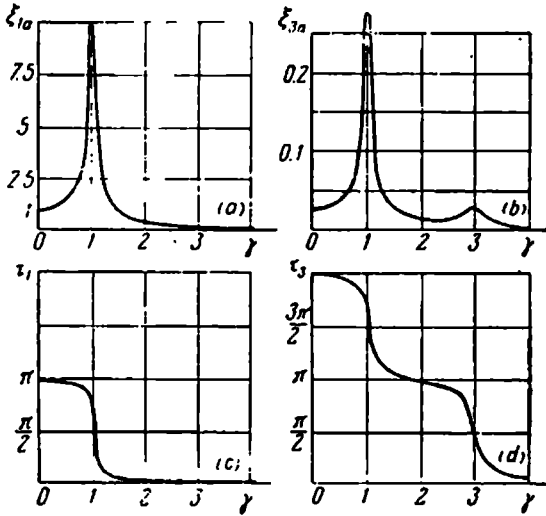 ξ₁ₐ
7.5
5
2.5
1
0 1 2 3 γ
(a)
ξ₃ₐ
0.2
0.1
0 1 2 3 γ
(b)
τ₁
π
π/2
0 1 2 3 γ
(c)
τ₃
3π/2
π
π/2
0 1 2 3 γ
(d)